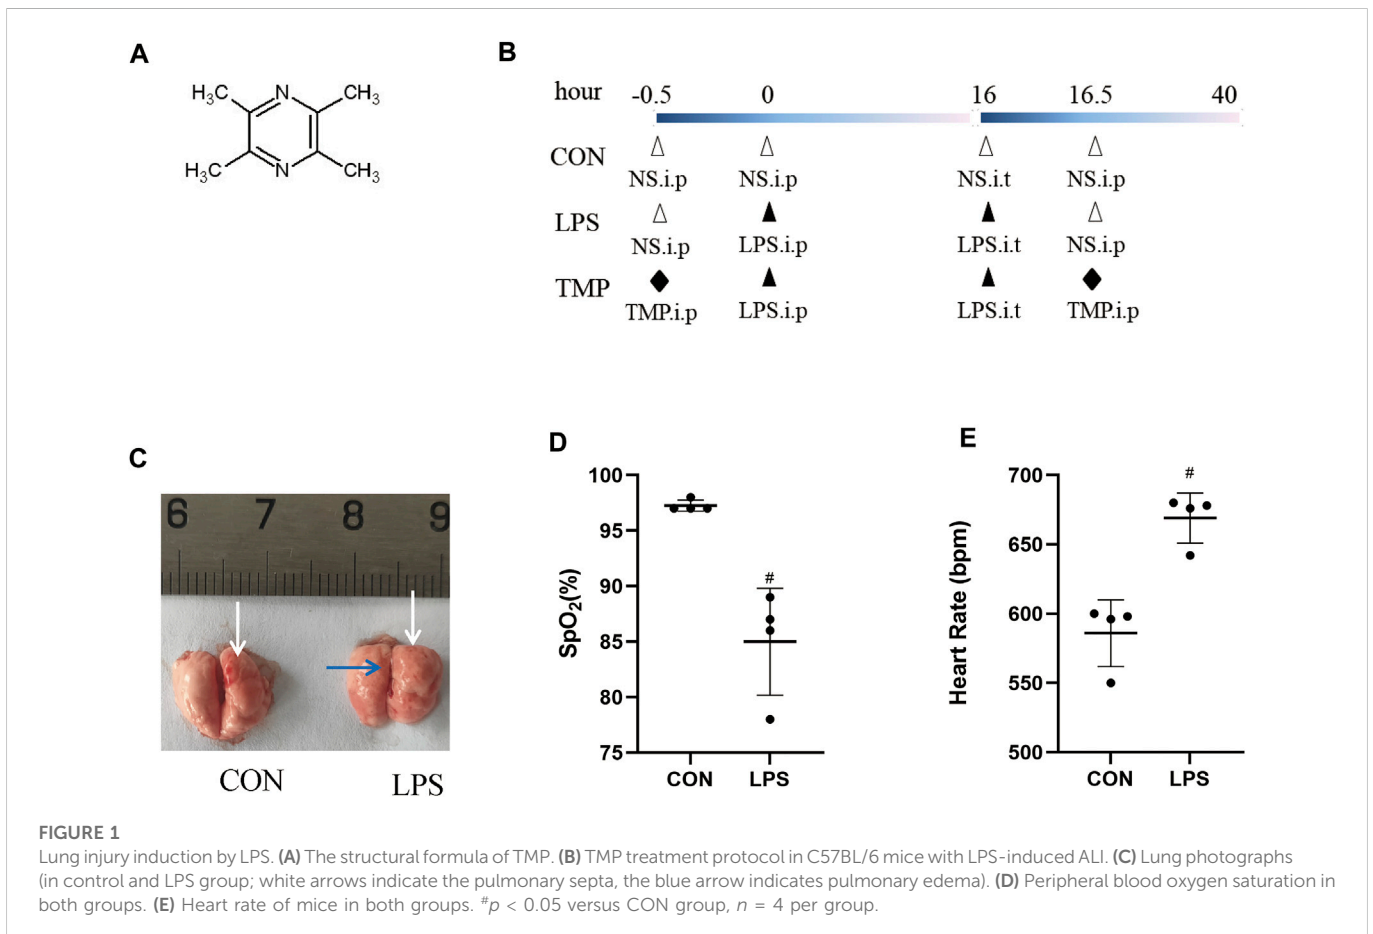 A
H₃C N CH₃
H₃C N CH₃
B
hour -0.5 0 16 16.5 40
CON
NS.i.p NS.i.p NS.i.t NS.i.p
LPS
NS.i.p LPS.i.p LPS.i.t NS.i.p
TMP
TMP.i.p LPS.i.p LPS.i.t TMP.i.p
C
6 7 8 9
CON LPS
D
SpO₂(%)
100
95
90
85
80
75
#
CON LPS
E
Heart Rate (bpm)
700
650
600
550
500
#
CON LPS
FIGURE 1
Lung injury induction by LPS. (A) The structural formula of TMP. (B) TMP treatment protocol in C57BL/6 mice with LPS-induced ALI. (C) Lung photographs
(in control and LPS group; white arrows indicate the pulmonary septa, the blue arrow indicates pulmonary edema). (D) Peripheral blood oxygen saturation in
both groups. (E) Heart rate of mice in both groups. #p < 0.05 versus CON group, n = 4 per group.